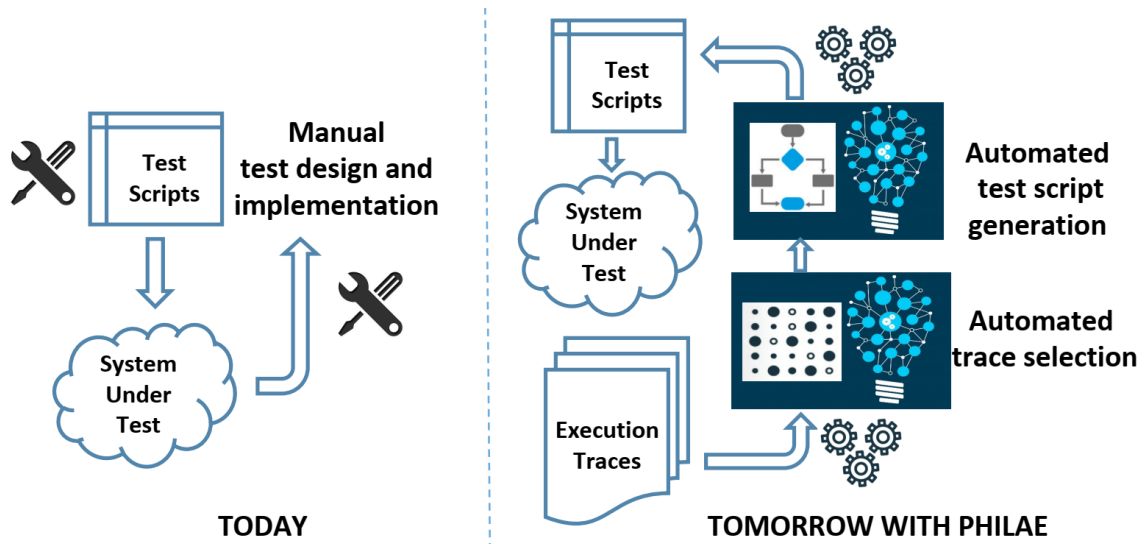 Test
Scripts
Manual
test design and
implementation
System
Under
Test
TODAY
Test
Scripts
System
Under
Test
Automated
test script
generation
Automated
trace selection
Execution
Traces
TOMORROW WITH PHILAE